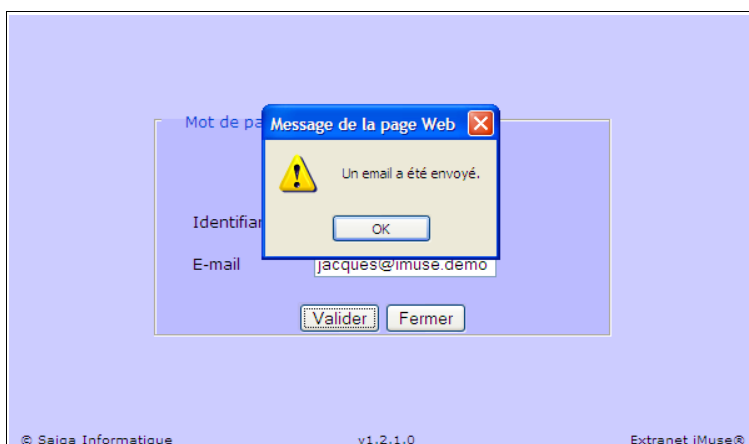 Mot de pa
Message de la page Web
Un email a été envoyé.
OK
Identifian
E-mail jacques@imuse.demo
Valider Fermer
© Saiga Informatique v1.2.1.0 Extranet iMuse®